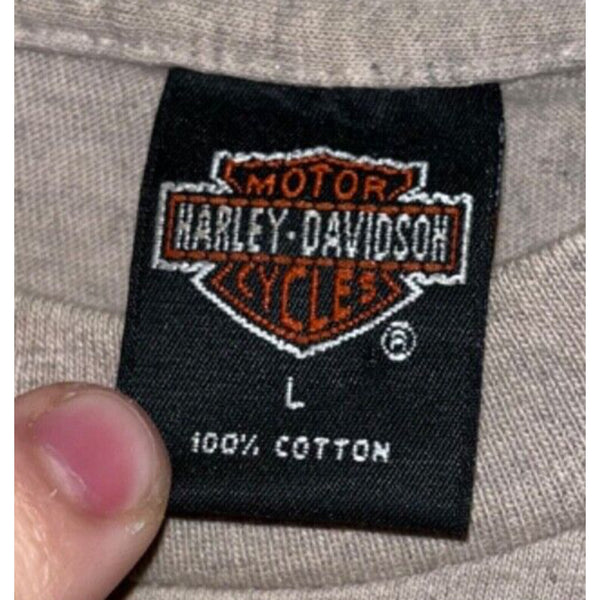 MOTOR
HARLEY-DAVIDSON
CYCLES
®
L
100% COTTON